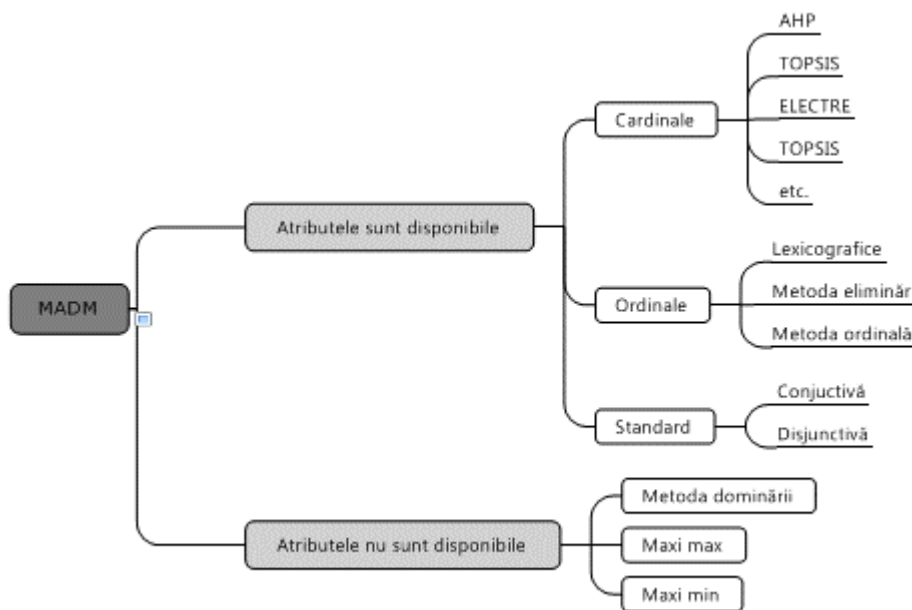 MADM
Atributele sunt disponibile
Cardinale
AHP
TOPSIS
ELECTRE
TOPSIS
etc.
Ordinale
Lexicografice
Metoda eliminăr
Metoda ordinală
Standard
Conjuctivă
Disjunctivă
Atributele nu sunt disponibile
Metoda dominării
Maxi max
Maxi min